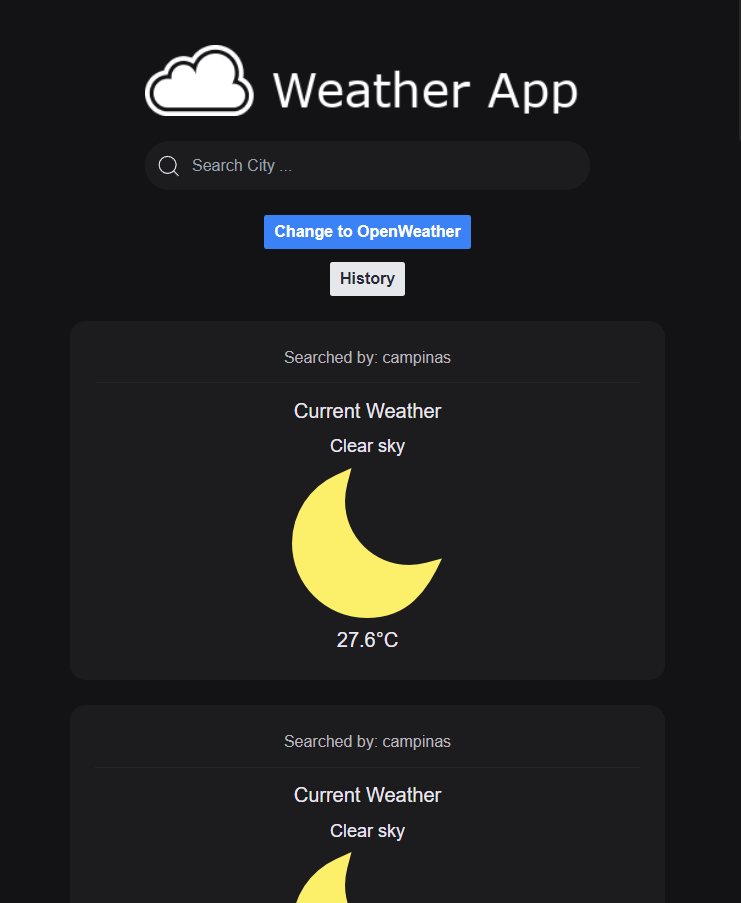 Weather App
Search City ...
Change to OpenWeather
History
Searched by: campinas
Current Weather
Clear sky
27.6°C
Searched by: campinas
Current Weather
Clear sky